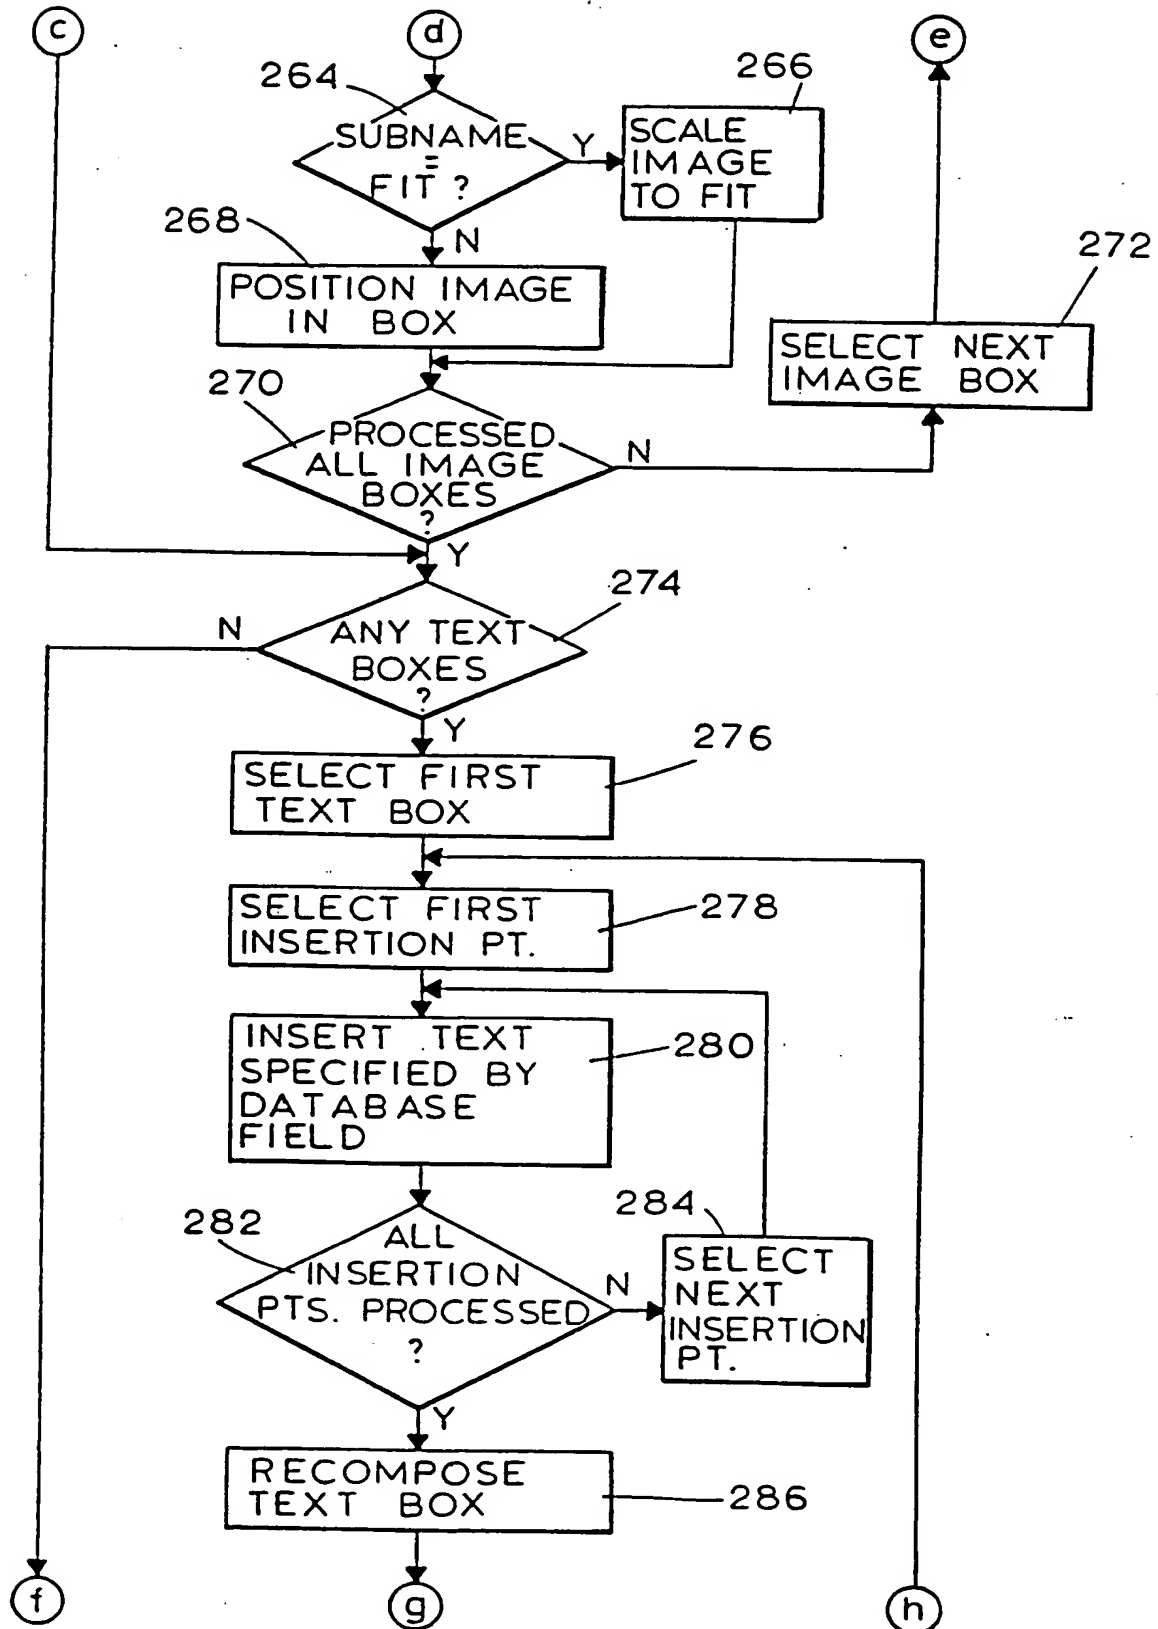 c
d
e
264
266
SUBNAME
=
FIT ?
Y
SCALE
IMAGE
TO FIT
268
N
272
POSITION IMAGE
IN BOX
SELECT NEXT
IMAGE BOX
270
PROCESSED
ALL IMAGE
BOXES
?
N
Y
274
N
ANY TEXT
BOXES
?
Y
276
SELECT FIRST
TEXT BOX
278
SELECT FIRST
INSERTION PT.
280
INSERT TEXT
SPECIFIED BY
DATABASE
FIELD
282
284
ALL
INSERTION
PTS. PROCESSED
?
N
SELECT
NEXT
INSERTION
PT.
Y
RECOMPOSE
TEXT BOX
286
f
g
h